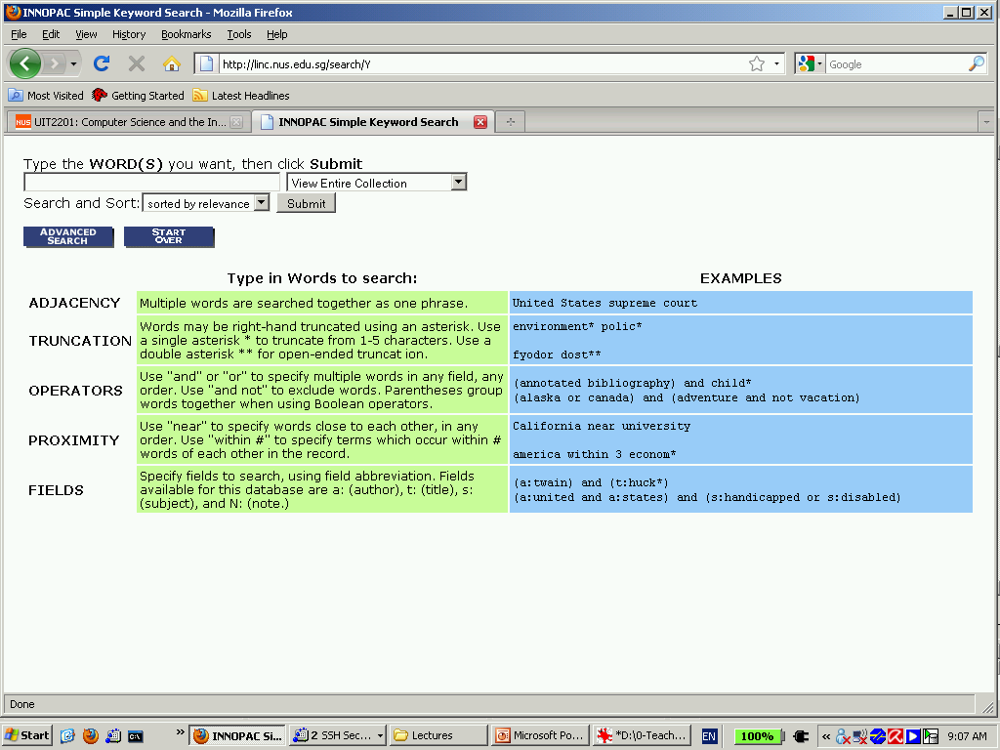 INNOPAC Simple Keyword Search - Mozilla Firefox
File Edit View History Bookmarks Tools Help
http://linc.nus.edu.sg/search/Y
Google
Most Visited Getting Started Latest Headlines
NUS UIT2201: Computer Science and the In... INNOPAC Simple Keyword Search
Type the WORD(S) you want, then click Submit
View Entire Collection
Search and Sort: sorted by relevance Submit
ADVANCED SEARCH START OVER
Type in Words to search: EXAMPLES
ADJACENCY Multiple words are searched together as one phrase. United States supreme court
TRUNCATION
Words may be right-hand truncated using an asterisk. Use
a single asterisk * to truncate from 1-5 characters. Use a
double asterisk ** for open-ended truncat ion.
environment* polic*
fyodor dost**
OPERATORS
Use "and" or "or" to specify multiple words in any field, any
order. Use "and not" to exclude words. Parentheses group
words together when using Boolean operators.
(annotated bibliography) and child*
(alaska or canada) and (adventure and not vacation)
PROXIMITY
Use "near" to specify words close to each other, in any
order. Use "within #" to specify terms which occur within #
words of each other in the record.
California near university
america within 3 econom*
FIELDS
Specify fields to search, using field abbreviation. Fields
available for this database are a: (author), t: (title), s:
(subject), and N: (note.)
(a:twain) and (t:huck*)
(a:united and a:states) and (s:handicapped or s:disabled)
Done
Start » INNOPAC Si... 2 SSH Sec... Lectures Microsoft Po... *D:\0-Teach... EN 100% « 9:07 AM